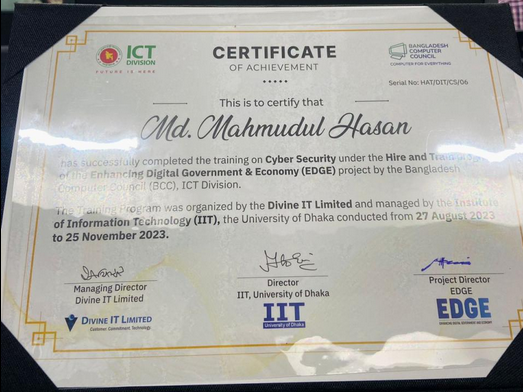 ICT
DIVISION
FUTURE IS HERE
CERTIFICATE
OF ACHIEVEMENT
BANGLADESH
COMPUTER
COUNCIL
COMPUTER FOR EVERYTHING
Serial No: HAT/DIT/CS/06
This is to certify that
Md. Mahmudul Hasan
has successfully completed the training on Cyber Security under the Hire and
of the Enhancing Digital Government & Economy (EDGE) project by the Bangladesh
Computer Council (BCC), ICT Division.
The Training Program was organized by the Divine IT Limited and managed by the Institute
of Information Technology (IIT), the University of Dhaka conducted from 27 August 2023
to 25 November 2023.
Managing Director
Divine IT Limited
DIVINE IT LIMITED
Customer Commitment Technology
Director
IIT, University of Dhaka
IIT
University of Dhaka
Project Director
EDGE
EDGE